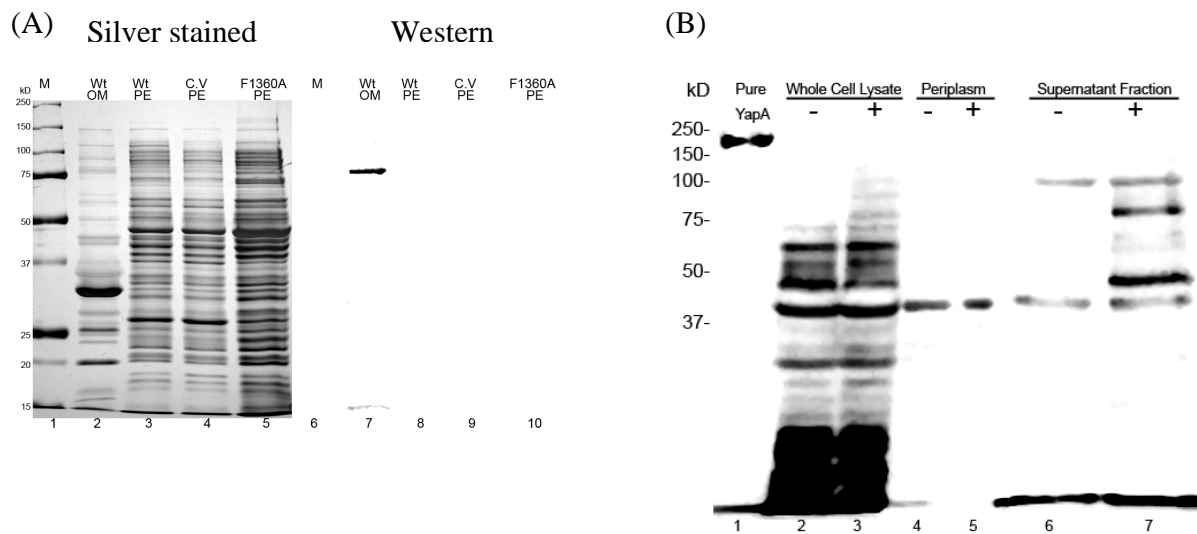 (A)
Silver stained
Western
M
Wt
OM
Wt
PE
C.V
PE
F1360A
PE
M
Wt
OM
Wt
PE
C.V
PE
F1360A
PE
kD
250
150
100
75
50
37
25
20
15
1 2 3 4 5 6 7 8 9 10
(B)
kD
Pure
YapA
Whole Cell Lysate
Periplasm
Supernatant Fraction
- + - + - +
250-
150-
100-
75-
50-
37-
1 2 3 4 5 6 7